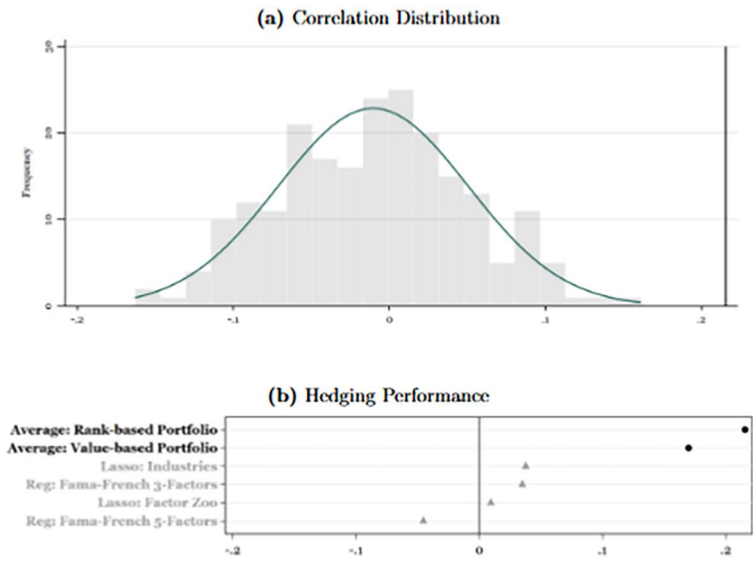 (a) Correlation Distribution
30
20
10
0
Frequency
-.2 -.1 0 .1 .2
(b) Hedging Performance
Average: Rank-based Portfolio
Average: Value-based Portfolio
Lasso: Industries
Reg: Fama-French 3-Factors
Lasso: Factor Zoo
Reg: Fama-French 5-Factors
-.2 -.1 0 .1 .2